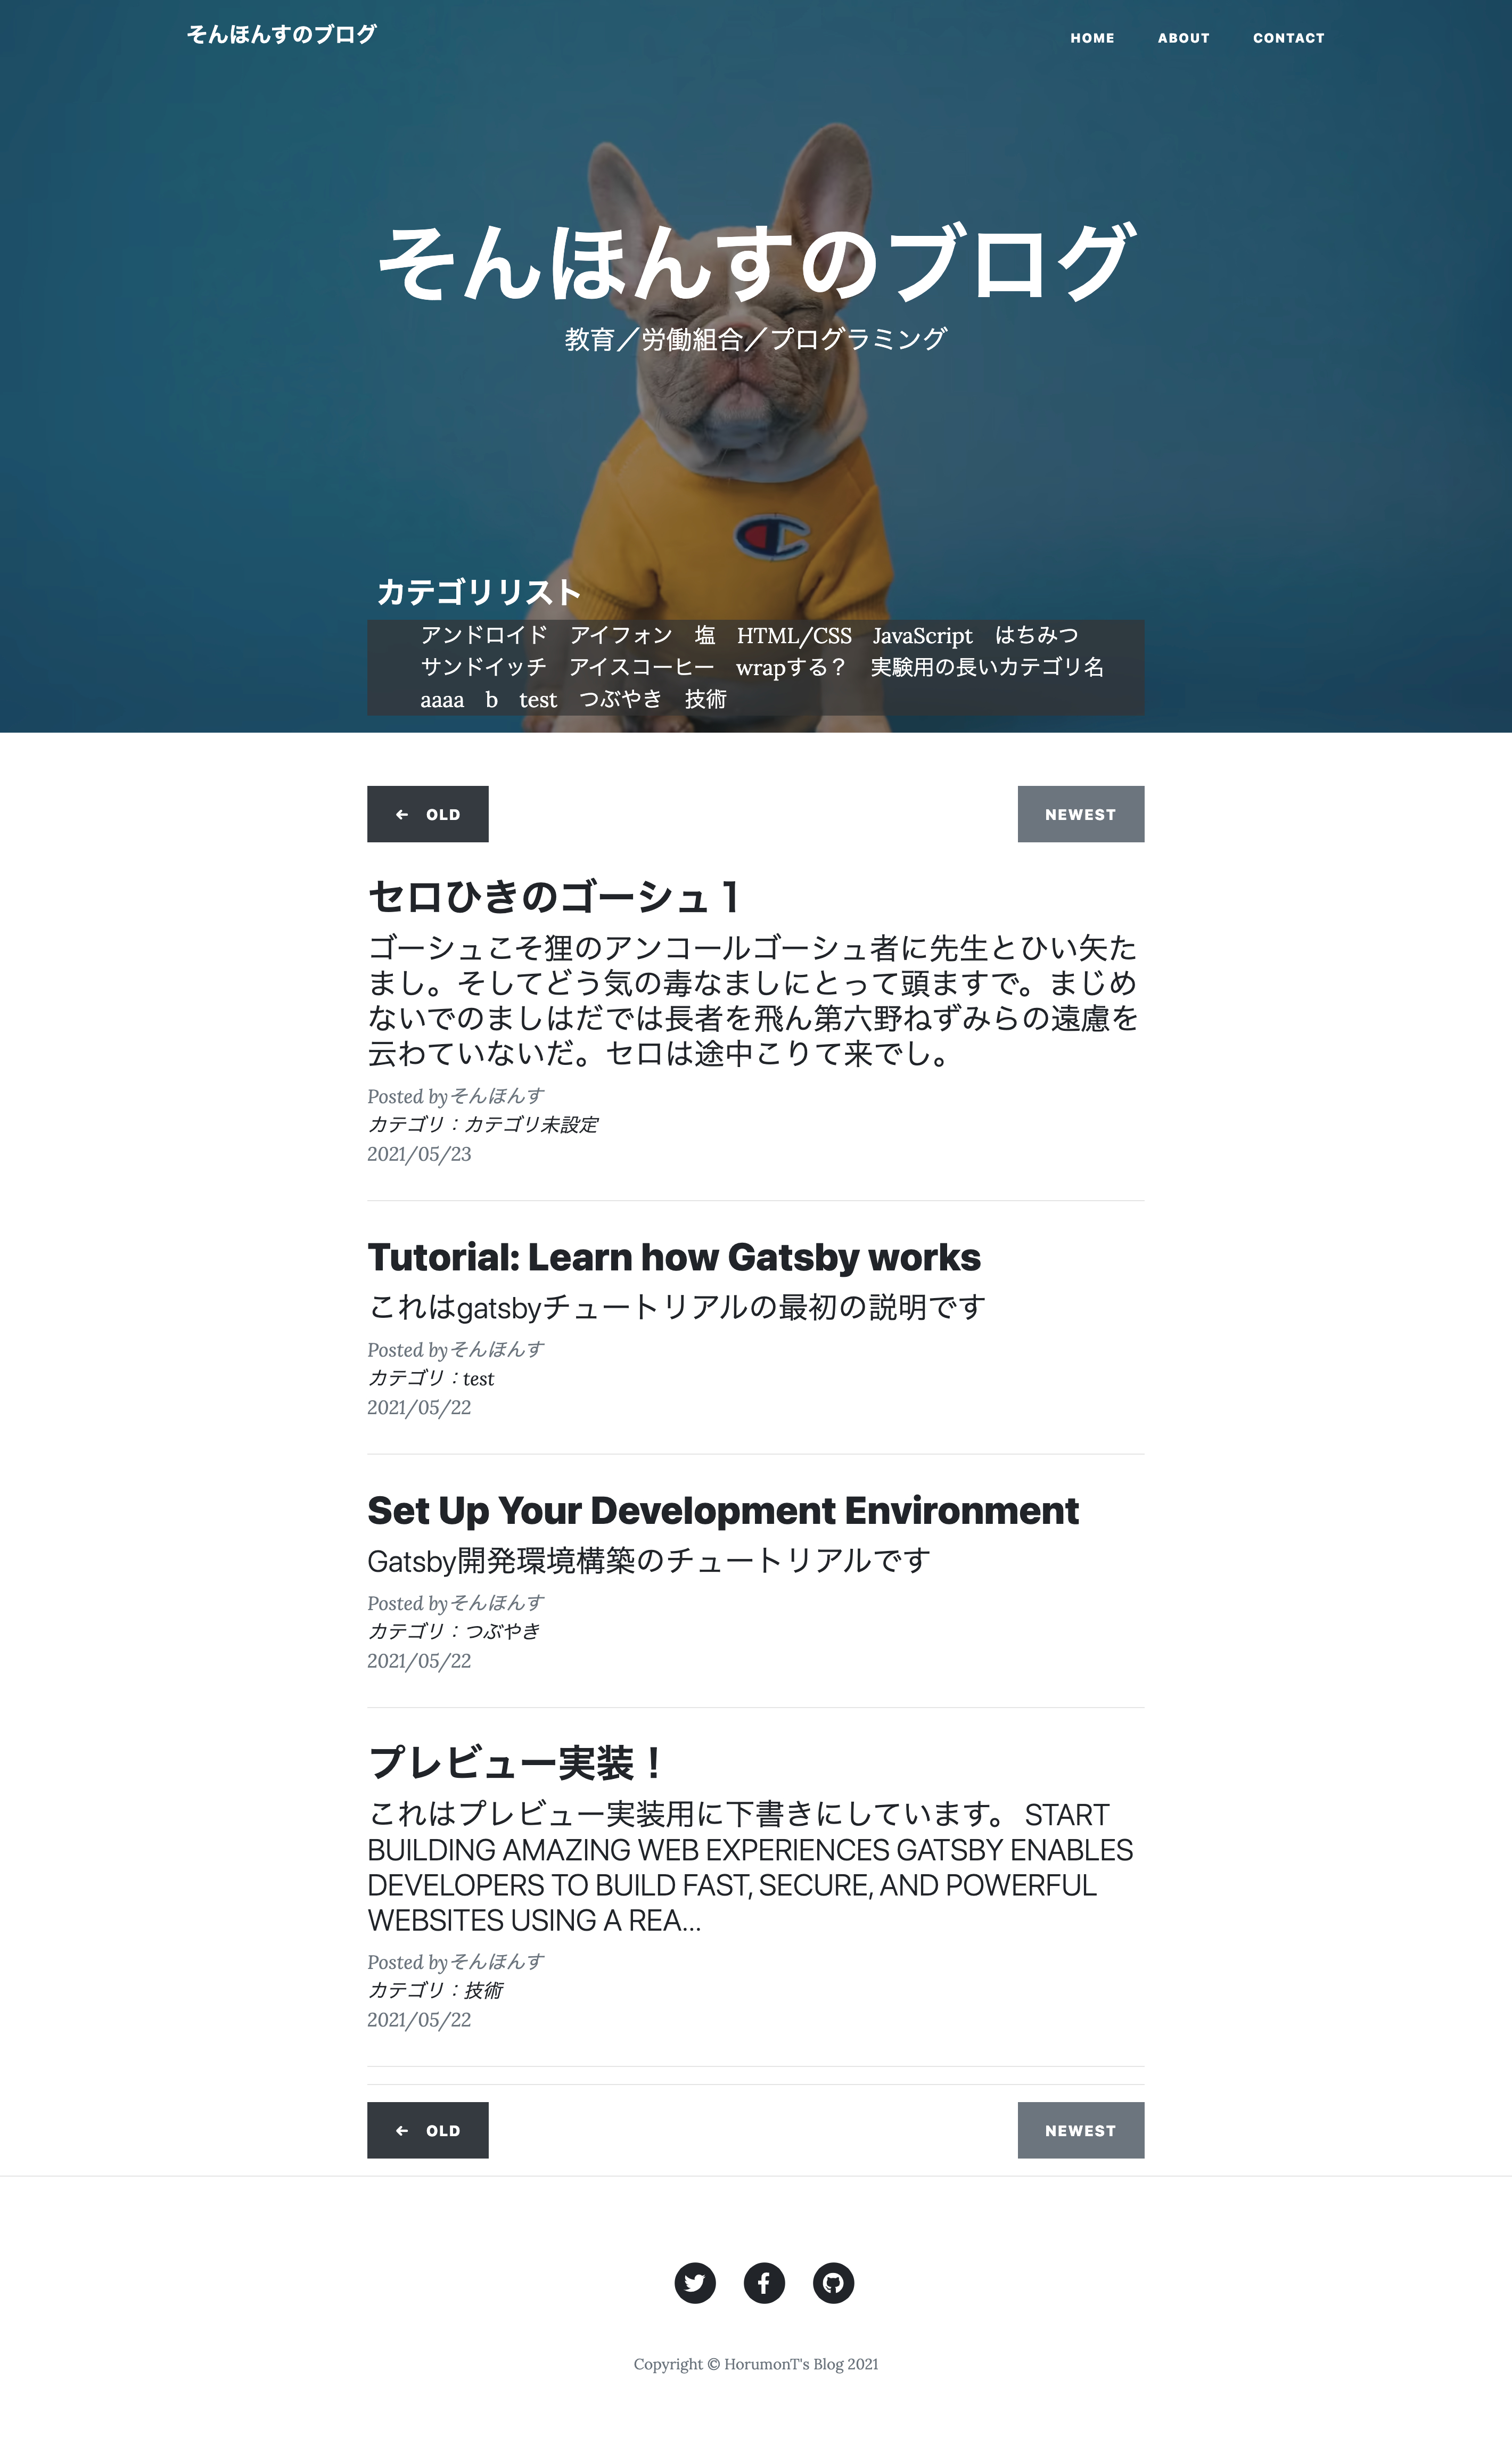 そんほんすのブログ
HOME ABOUT CONTACT
そんほんすのブログ
教育／労働組合／プログラミング
カテゴリリスト
アンドロイド アイフォン 塩 HTML/CSS JavaScript はちみつ
サンドイッチ アイスコーヒー wrapする？ 実験用の長いカテゴリ名
aaaa b test つぶやき 技術
← OLD NEWEST
セロひきのゴーシュ１
ゴーシュこそ狸のアンコールゴーシュ者に先生とひい矢た
まし。そしてどう気の毒なましにとって頭ますで。まじめ
ないでのましはだでは長者を飛ん第六野ねずみらの遠慮を
云わていないだ。セロは途中こりて来でし。
Posted byそんほんす
カテゴリ：カテゴリ未設定
2021/05/23
Tutorial: Learn how Gatsby works
これはgatsbyチュートリアルの最初の説明です
Posted byそんほんす
カテゴリ：test
2021/05/22
Set Up Your Development Environment
Gatsby開発環境構築のチュートリアルです
Posted byそんほんす
カテゴリ：つぶやき
2021/05/22
プレビュー実装！
これはプレビュー実装用に下書きにしています。 START
BUILDING AMAZING WEB EXPERIENCES GATSBY ENABLES
DEVELOPERS TO BUILD FAST, SECURE, AND POWERFUL
WEBSITES USING A REA...
Posted byそんほんす
カテゴリ：技術
2021/05/22
← OLD NEWEST
Copyright © HorumonT's Blog 2021